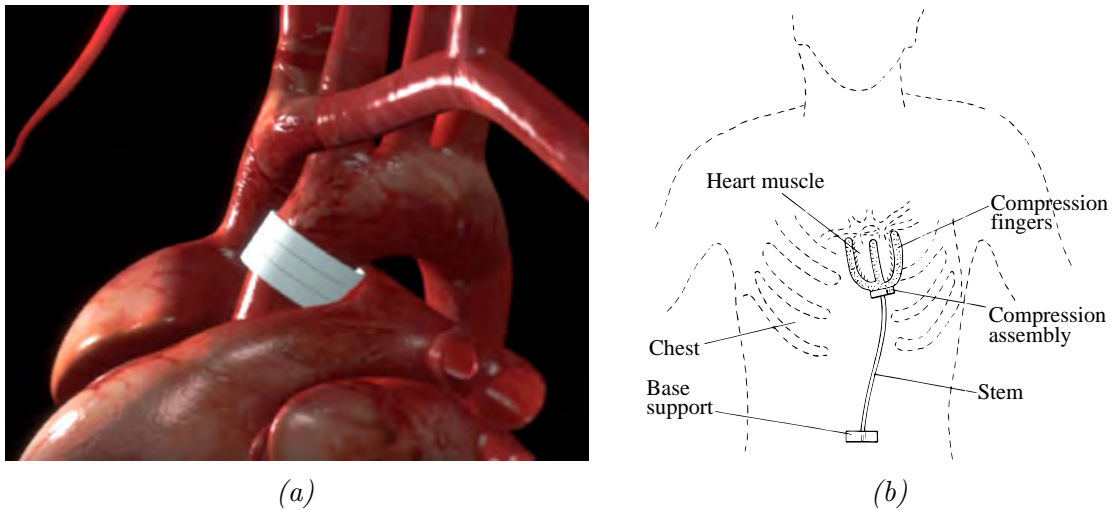 Heart muscle
Compression
fingers
Compression
assembly
Chest
Base
support
Stem
(a)
(b)